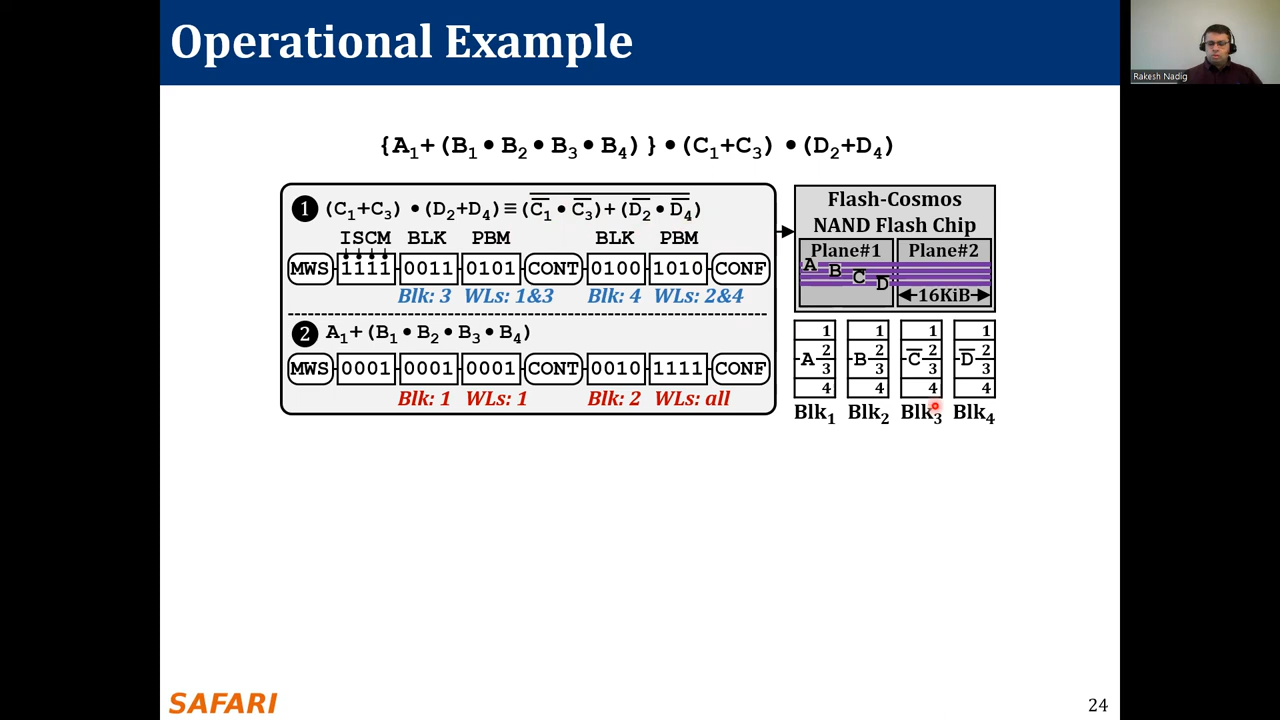 Operational Example
Rakesh Nadig
{A₁+(B₁•B₂•B₃•B₄)}•(C₁+C₃)•(D₂+D₄)
❶ (C₁+C₃)•(D₂+D₄)≡(C̅₁•C̅₃)+(D̅₂•D̅₄)
ISCM BLK PBM BLK PBM
MWS 1111 0011 0101 CONT 0100 1010 CONF
Blk: 3 WLs: 1&3 Blk: 4 WLs: 2&4
❷ A₁+(B₁•B₂•B₃•B₄)
MWS 0001 0001 0001 CONT 0010 1111 CONF
Blk: 1 WLs: 1 Blk: 2 WLs: all
Flash-Cosmos
NAND Flash Chip
Plane#1 Plane#2
A B C̅ D̅
16KiB
1 1 1 1
A 2 B 2 C̅ 2 D̅ 2
3 3 3 3
4 4 4 4
Blk₁ Blk₂ Blk₃ Blk₄
SAFARI
24